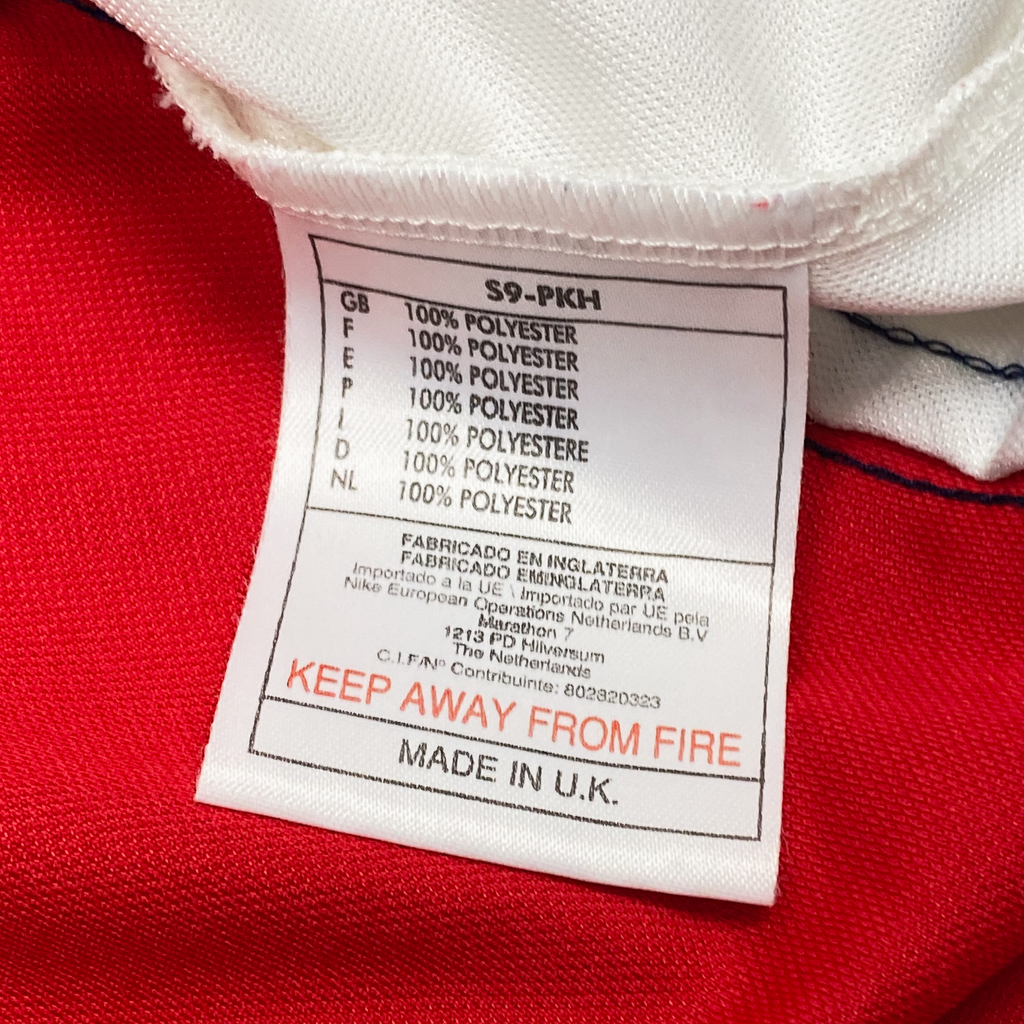 S9-PKH
GB 100% POLYESTER
F 100% POLYESTER
E 100% POLYESTER
P 100% POLYESTER
I 100% POLYESTERE
D 100% POLYESTER
NL 100% POLYESTER
FABRICADO EN INGLATERRA
FABRICADO EMINGLATERRA
Importado a la UE \ Importado par UE pela
Nike European Operations Netherlands B.V
Marathon 7
1213 PD Hilversum
The Netherlands
C.I.F/Nº Contribuinte: 802820323
KEEP AWAY FROM FIRE
MADE IN U.K.